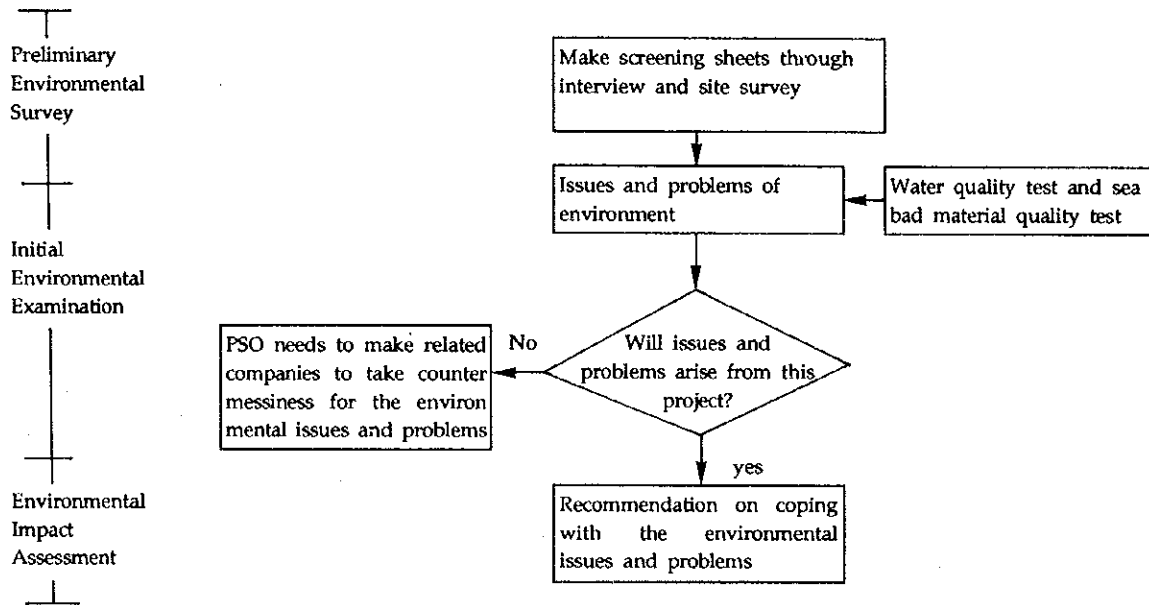 Preliminary
Environmental
Survey
Make screening sheets through
interview and site survey
Issues and problems of
environment
Water quality test and sea
bad material quality test
Initial
Environmental
Examination
PSO needs to make related
companies to take counter
messiness for the environ
mental issues and problems
No
Will issues and
problems arise from this
project?
yes
Environmental
Impact
Assessment
Recommendation on coping
with the environmental
issues and problems